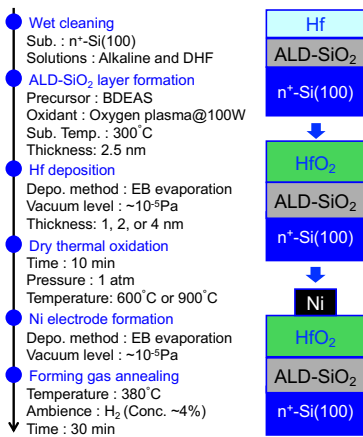 Wet cleaning
Sub. : n⁺-Si(100)
Solutions : Alkaline and DHF
ALD-SiO₂ layer formation
Precursor : BDEAS
Oxidant : Oxygen plasma@100W
Sub. Temp. : 300°C
Thickness: 2.5 nm
Hf deposition
Depo. method : EB evaporation
Vacuum level : ~10⁻⁵Pa
Thickness: 1, 2, or 4 nm
Dry thermal oxidation
Time : 10 min
Pressure : 1 atm
Temperature: 600°C or 900°C
Ni electrode formation
Depo. method : EB evaporation
Vacuum level : ~10⁻⁵Pa
Forming gas annealing
Temperature : 380°C
Ambience : H₂ (Conc. ~4%)
Time : 30 min
Hf
ALD-SiO₂
n⁺-Si(100)
HfO₂
ALD-SiO₂
n⁺-Si(100)
Ni
HfO₂
ALD-SiO₂
n⁺-Si(100)